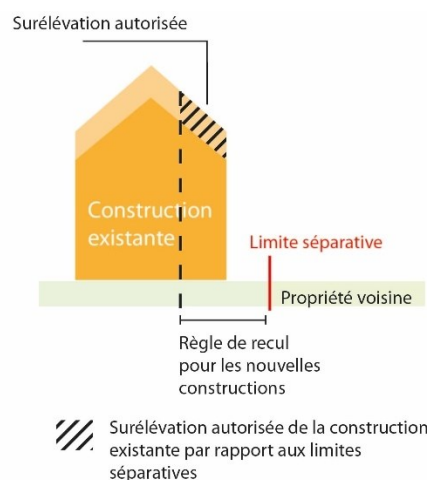 Surélévation autorisée
Construction
existante
Limite séparative
Propriété voisine
Règle de recul
pour les nouvelles
constructions
Surélévation autorisée de la construction
existante par rapport aux limites
séparatives